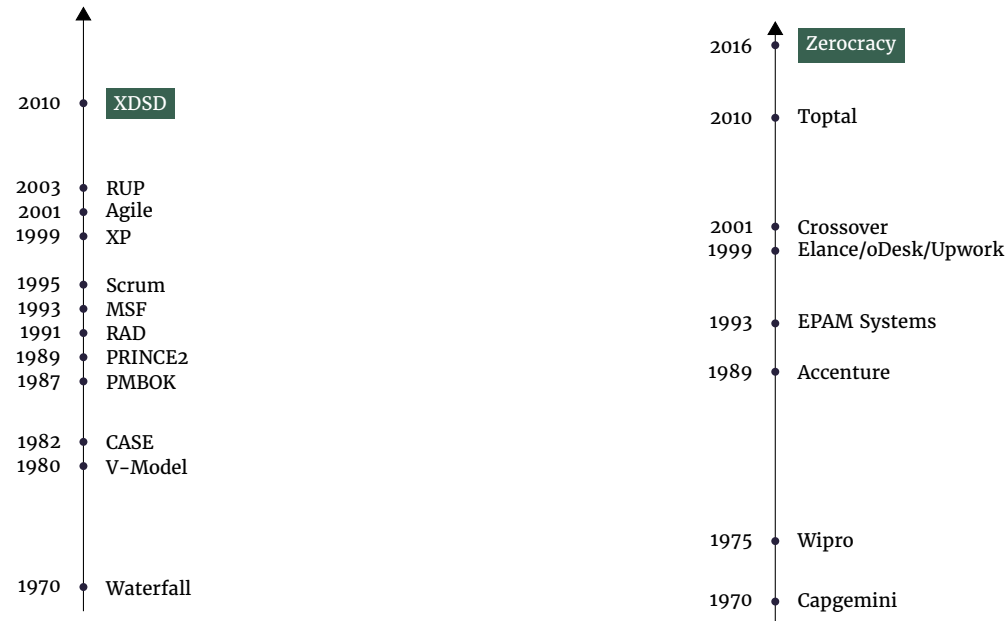 2010 XDSD
2003 RUP
2001 Agile
1999 XP
1995 Scrum
1993 MSF
1991 RAD
1989 PRINCE2
1987 PMBOK
1982 CASE
1980 V-Model
1970 Waterfall
2016 Zerocracy
2010 Toptal
2001 Crossover
1999 Elance/oDesk/Upwork
1993 EPAM Systems
1989 Accenture
1975 Wipro
1970 Capgemini